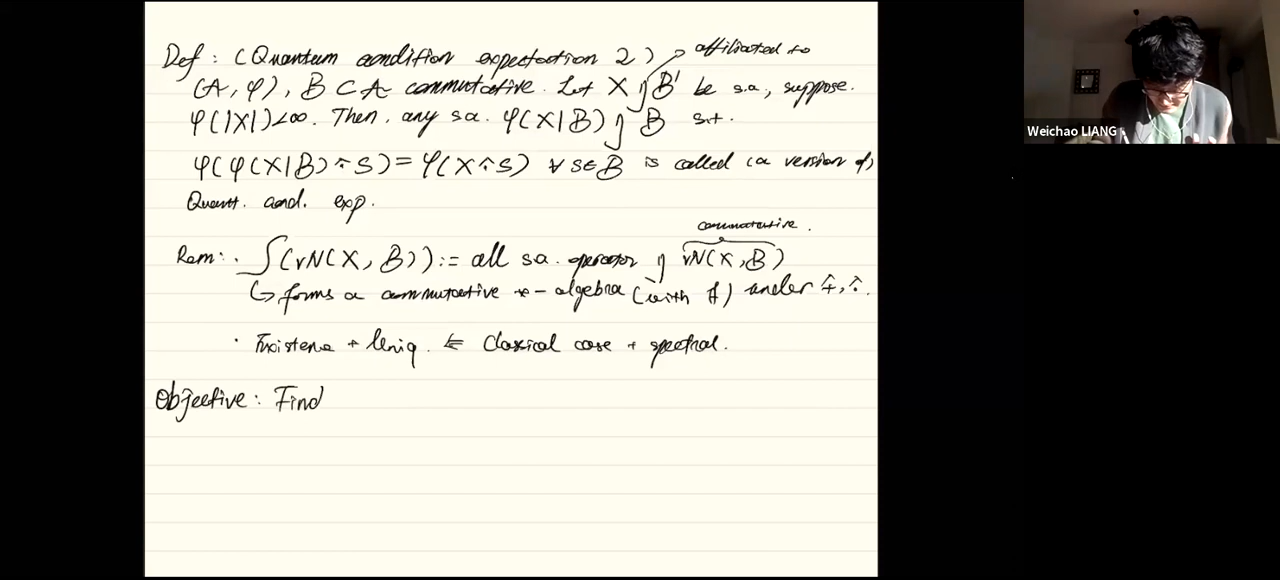 Def: (Quantum condition expectation 2) affiliated to
(A, φ), B ⊂ A commutative. Let X η B' be s.a., suppose.
φ(|X|)<∞. Then, any s.a. φ(X|B) η B s.t.
φ(φ(X|B) ∻ S) = φ(X ∻ S) ∀ S∈B is called (a version of)
Quant. cond. exp.
commutative.
Rem: . S(vN(X, B)) := all s.a. operator η vN(X, B)
↪ forms a commutative *-algebra (with 1) under +̂, ·̂.
· Existence + Uniq. ⇐ Classical case + spectral.
Objective: Find
Weichao LIANG